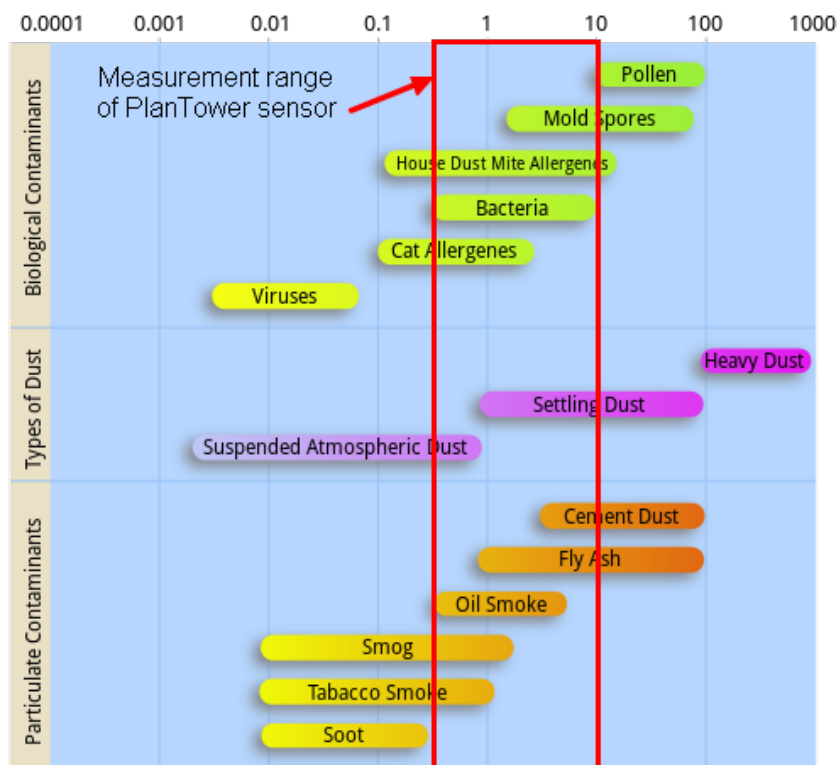 0.0001 0.001 0.01 0.1 1 10 100 1000
Biological Contaminants
Measurement range
of PlanTower sensor
Pollen
Mold Spores
House Dust Mite Allergenes
Bacteria
Cat Allergenes
Viruses
Types of Dust
Heavy Dust
Settling Dust
Suspended Atmospheric Dust
Particulate Contaminants
Cement Dust
Fly Ash
Oil Smoke
Smog
Tabacco Smoke
Soot